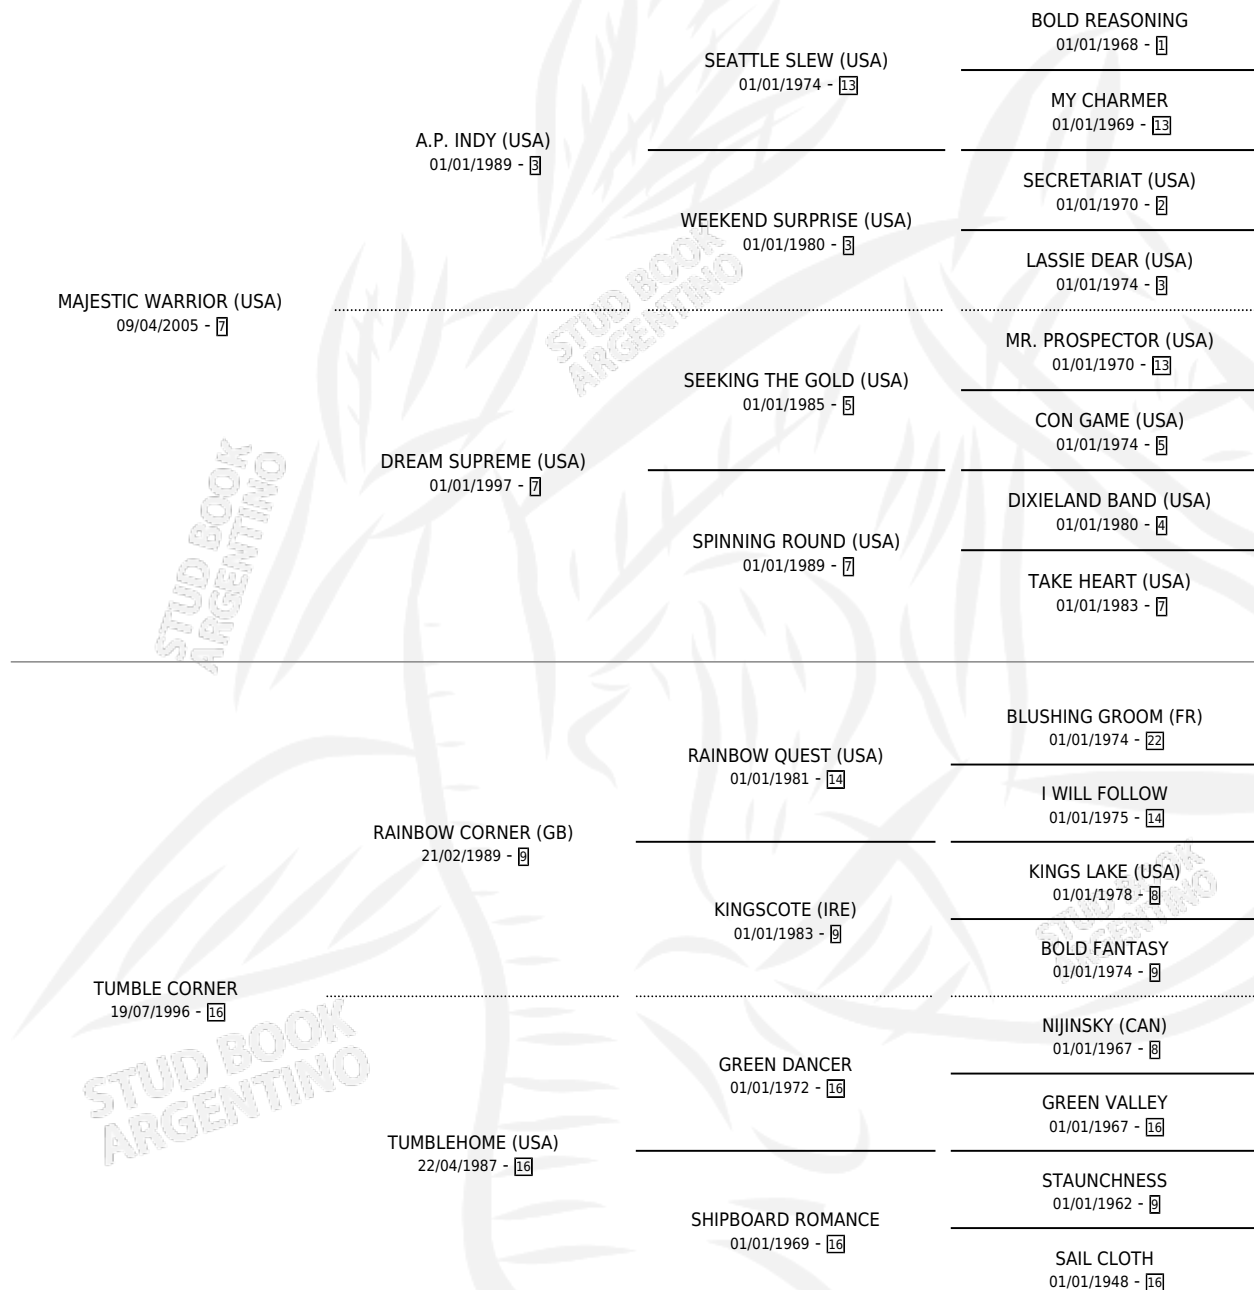 BOLD REASONING
01/01/1968 - 1
SEATTLE SLEW (USA)
01/01/1974 - 13
MY CHARMER
01/01/1969 - 13
A.P. INDY (USA)
01/01/1989 - 3
SECRETARIAT (USA)
01/01/1970 - 2
WEEKEND SURPRISE (USA)
01/01/1980 - 3
LASSIE DEAR (USA)
01/01/1974 - 3
MAJESTIC WARRIOR (USA)
09/04/2005 - 7
STUD BOOK
ARGENTINO
MR. PROSPECTOR (USA)
01/01/1970 - 13
SEEKING THE GOLD (USA)
01/01/1985 - 5
CON GAME (USA)
01/01/1974 - 5
DREAM SUPREME (USA)
01/01/1997 - 7
DIXIELAND BAND (USA)
01/01/1980 - 4
SPINNING ROUND (USA)
01/01/1989 - 7
TAKE HEART (USA)
01/01/1983 - 7
STUD BOOK
ARGENTINO
BLUSHING GROOM (FR)
01/01/1974 - 22
RAINBOW QUEST (USA)
01/01/1981 - 14
I WILL FOLLOW
01/01/1975 - 14
RAINBOW CORNER (GB)
21/02/1989 - 9
KINGS LAKE (USA)
01/01/1978 - 8
KINGSCOTE (IRE)
01/01/1983 - 9
STUD BOOK
ARGENTINO
BOLD FANTASY
01/01/1974 - 9
TUMBLE CORNER
19/07/1996 - 16
NIJINSKY (CAN)
01/01/1967 - 8
GREEN DANCER
01/01/1972 - 16
GREEN VALLEY
01/01/1967 - 16
STUD BOOK
ARGENTINO
TUMBLEHOME (USA)
22/04/1987 - 16
STAUNCHNESS
01/01/1962 - 9
SHIPBOARD ROMANCE
01/01/1969 - 16
SAIL CLOTH
01/01/1948 - 16